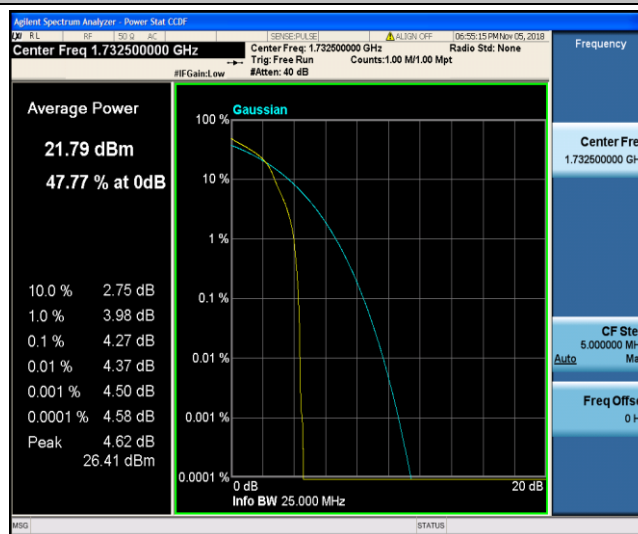 Agilent Spectrum Analyzer - Power Stat CCDF
RL RF 50 Ω AC SENSE:PULSE ALIGN OFF 06:55:15 PM Nov 05, 2018
Center Freq 1.732500000 GHz
Center Freq: 1.732500000 GHz Radio Std: None
Trig: Free Run Counts:1.00 M/1.00 Mpt
#IFGain:Low #Atten: 40 dB
Frequency
Average Power
21.79 dBm
47.77 % at 0dB
10.0 % 2.75 dB
1.0 % 3.98 dB
0.1 % 4.27 dB
0.01 % 4.37 dB
0.001 % 4.50 dB
0.0001 % 4.58 dB
Peak 4.62 dB
26.41 dBm
Gaussian
100 %
10 %
1 %
0.1 %
0.01 %
0.001 %
0.0001 %
0 dB 20 dB
Info BW 25.000 MHz
Center Fre
1.732500000 GH
CF Ste
5.000000 MH
Auto Ma
Freq Offse
0 H
MSG STATUS